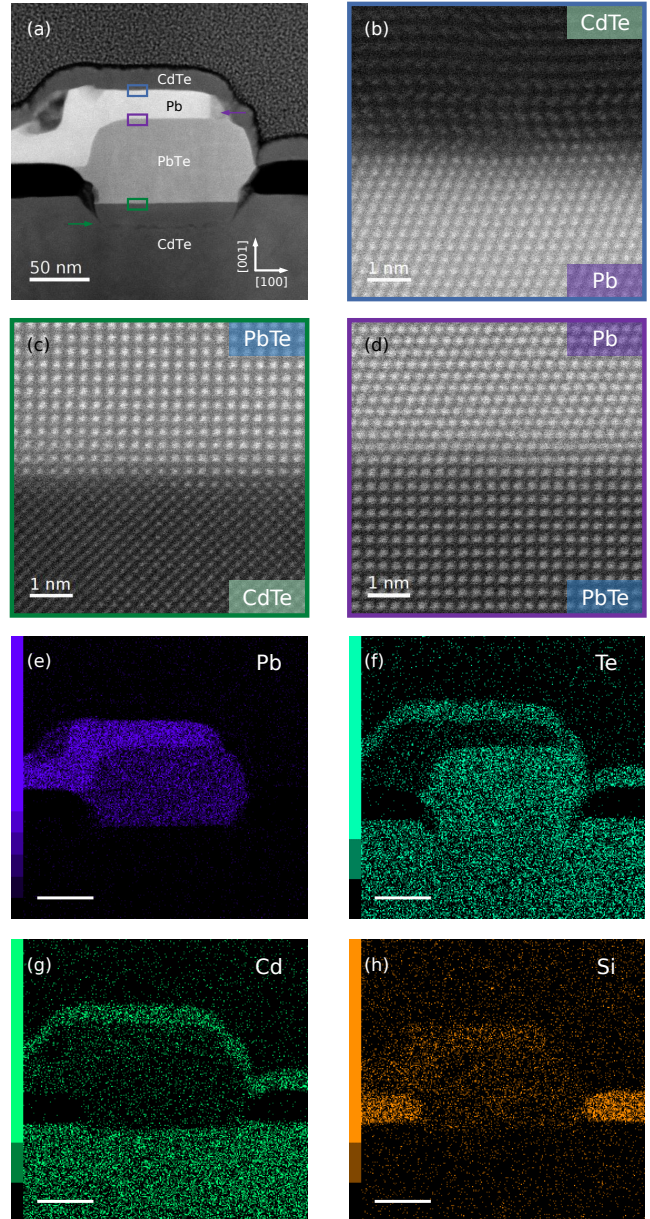 (a)
CdTe
Pb
PbTe
CdTe
50 nm
[001]
[100]
(b)
CdTe
1 nm
Pb
(c)
PbTe
1 nm
CdTe
(d)
Pb
1 nm
PbTe
(e)
Pb
(f)
Te
(g)
Cd
(h)
Si